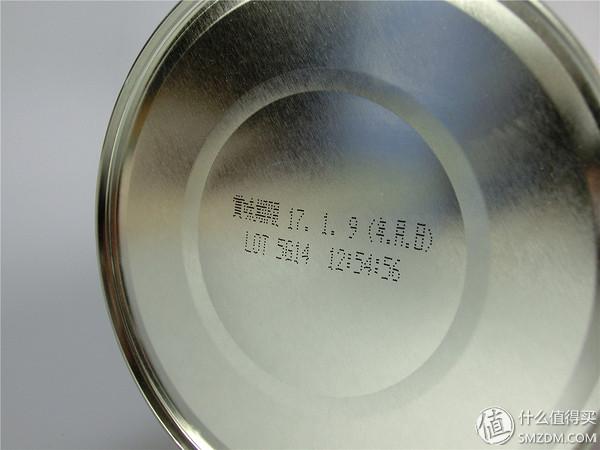 賞味期限 17. 1. 9 (年.月.日)
LOT 5G14 12:54:56
值 什么值得买
SMZDM.COM